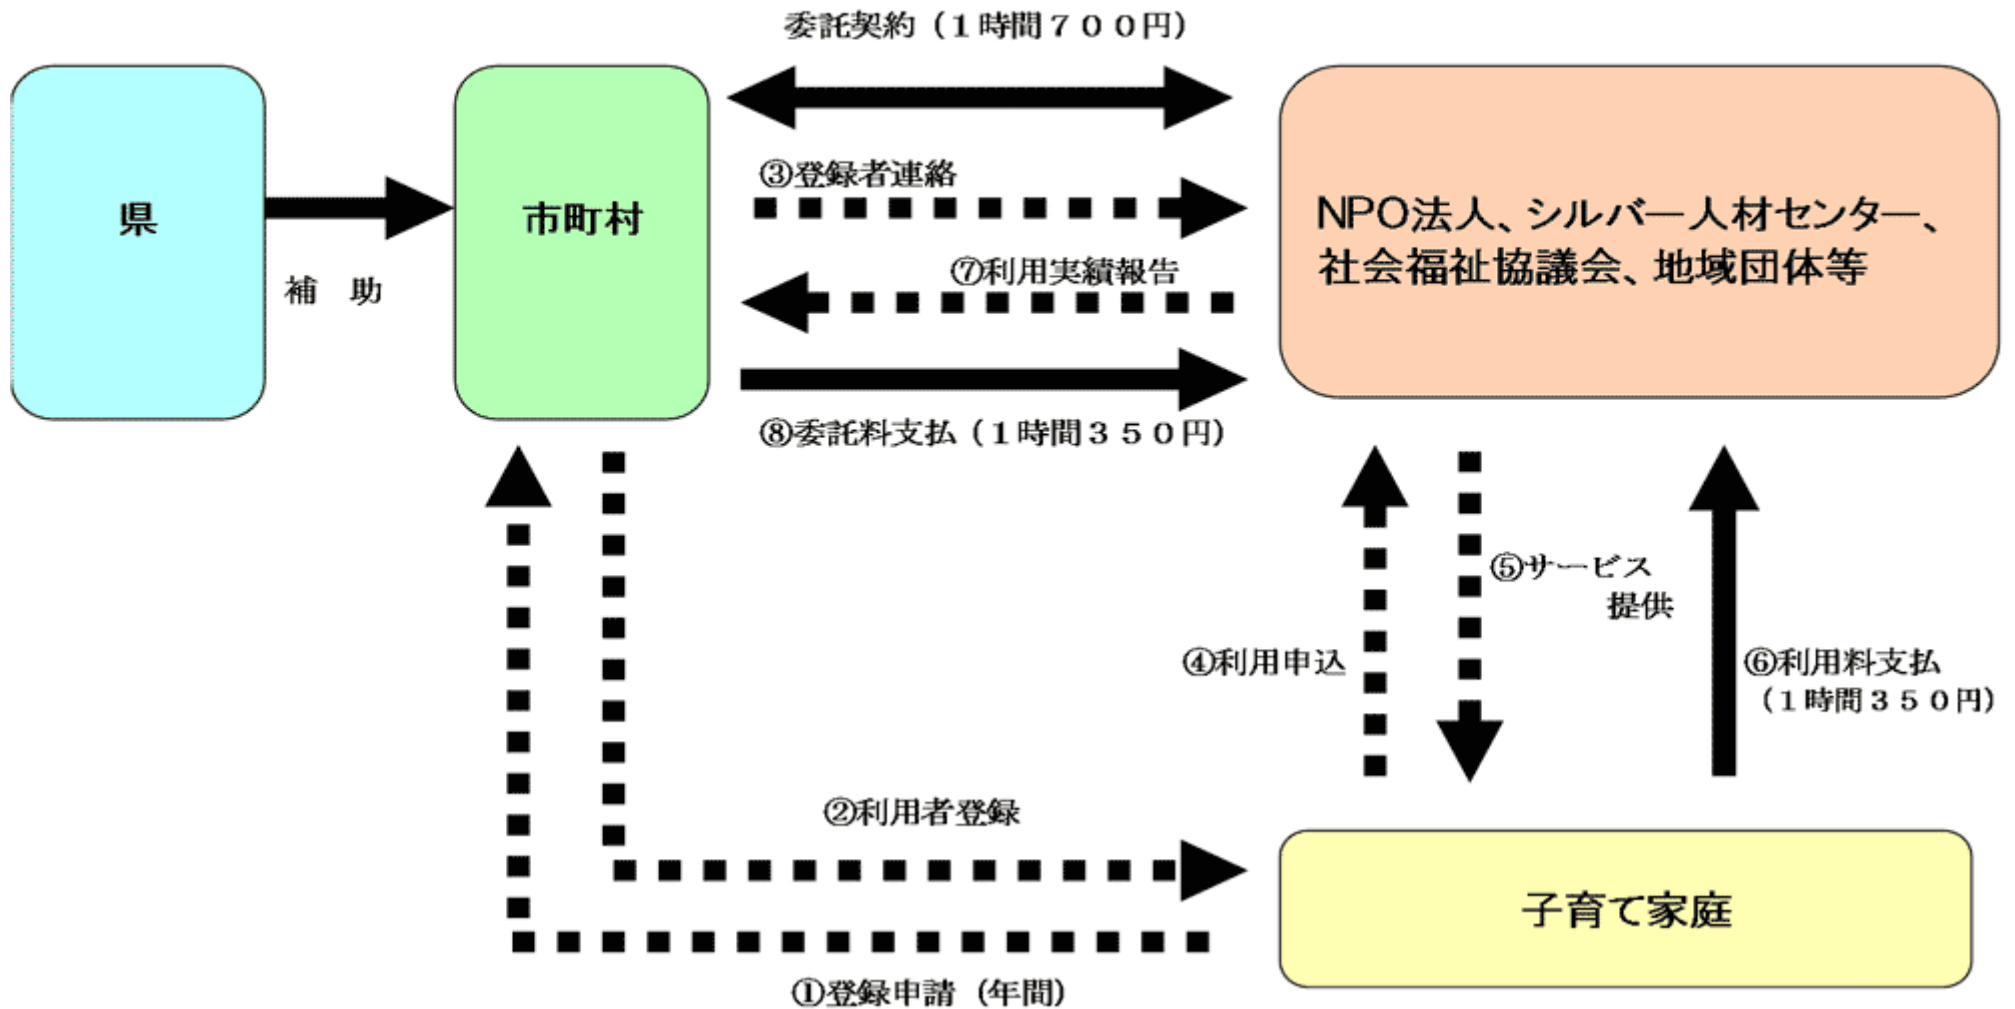 委託契約（１時間７００円）
③登録者連絡
県
市町村
NPO法人、シルバー人材センター、
社会福祉協議会、地域団体等
⑦利用実績報告
補　助
⑧委託料支払（１時間３５０円）
⑤サービス
提供
④利用申込
⑥利用料支払
（１時間３５０円）
②利用者登録
子育て家庭
①登録申請（年間）